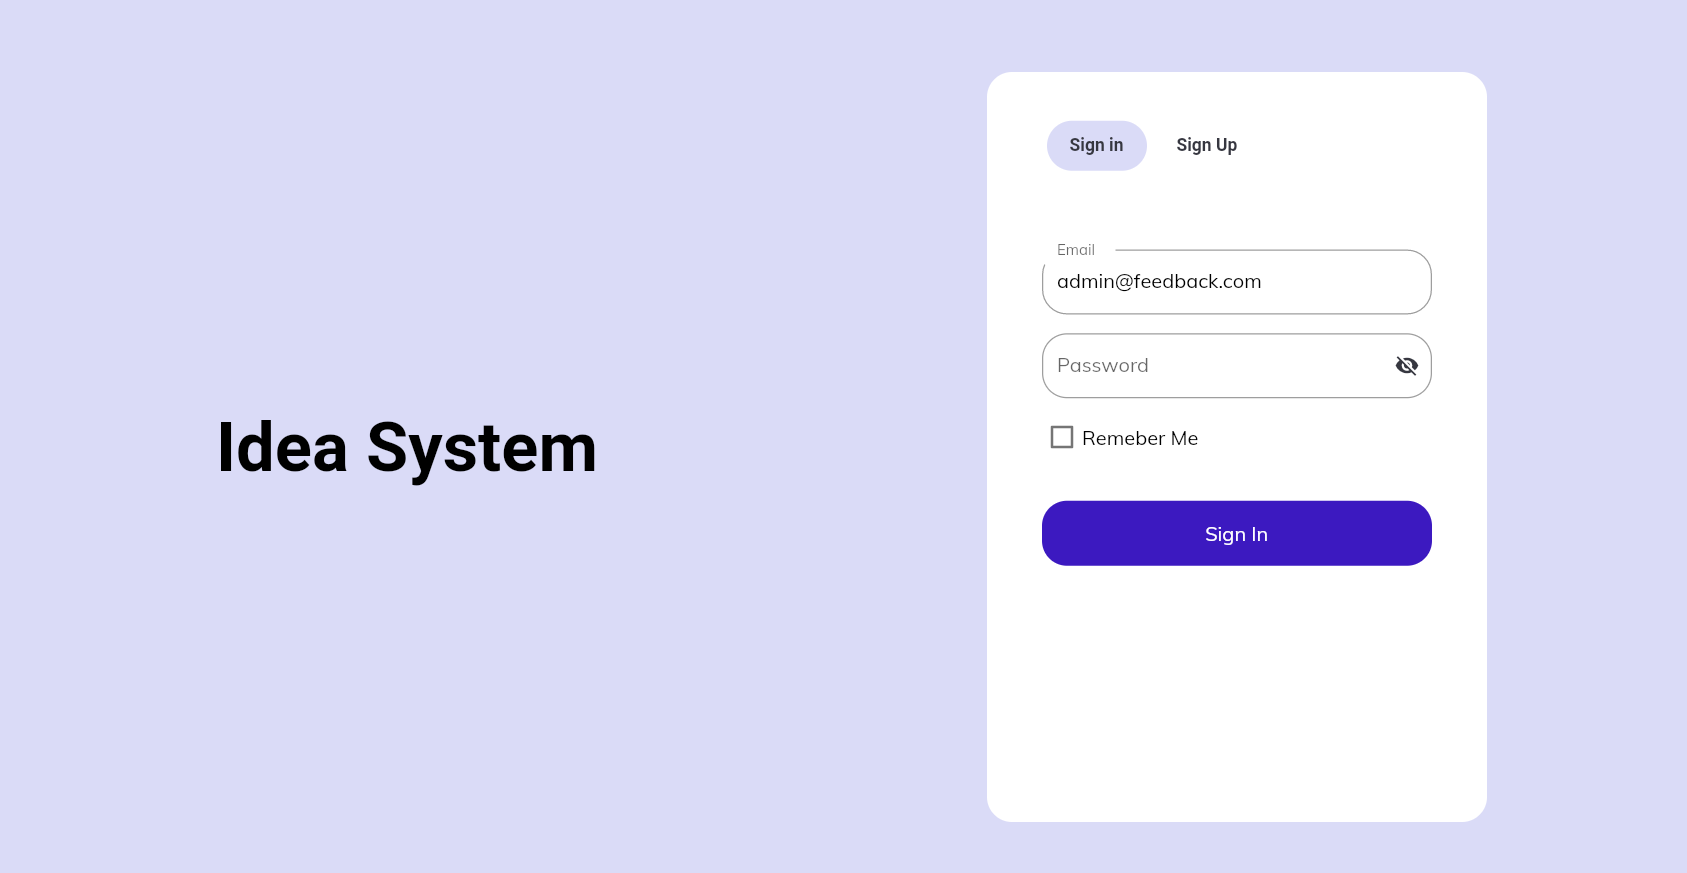 Idea System
Sign in Sign Up
Email
admin@feedback.com
Password
Remeber Me
Sign In